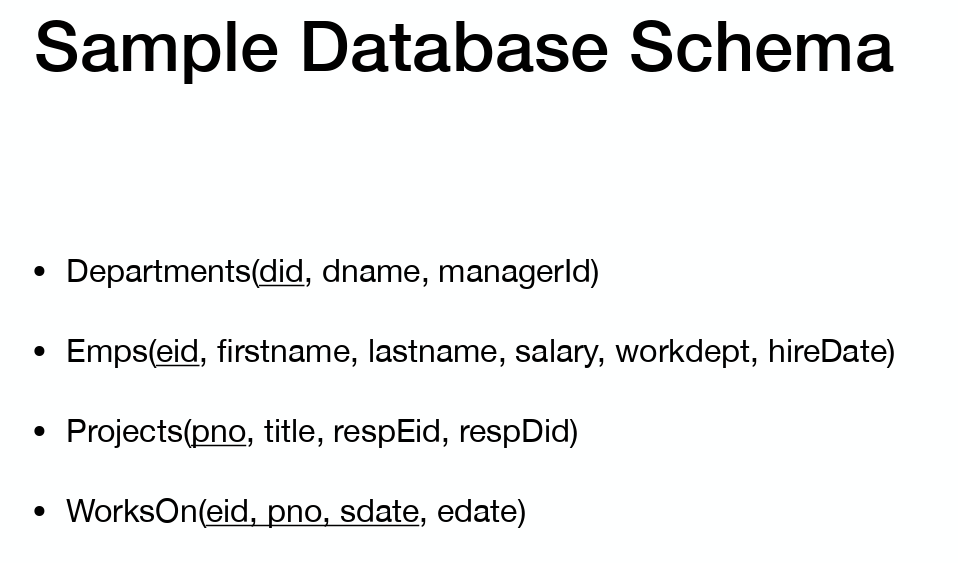 Sample Database Schema
• Departments(did, dname, managerId)
• Emps(eid, firstname, lastname, salary, workdept, hireDate)
• Projects(pno, title, respEid, respDid)
• WorksOn(eid, pno, sdate, edate)